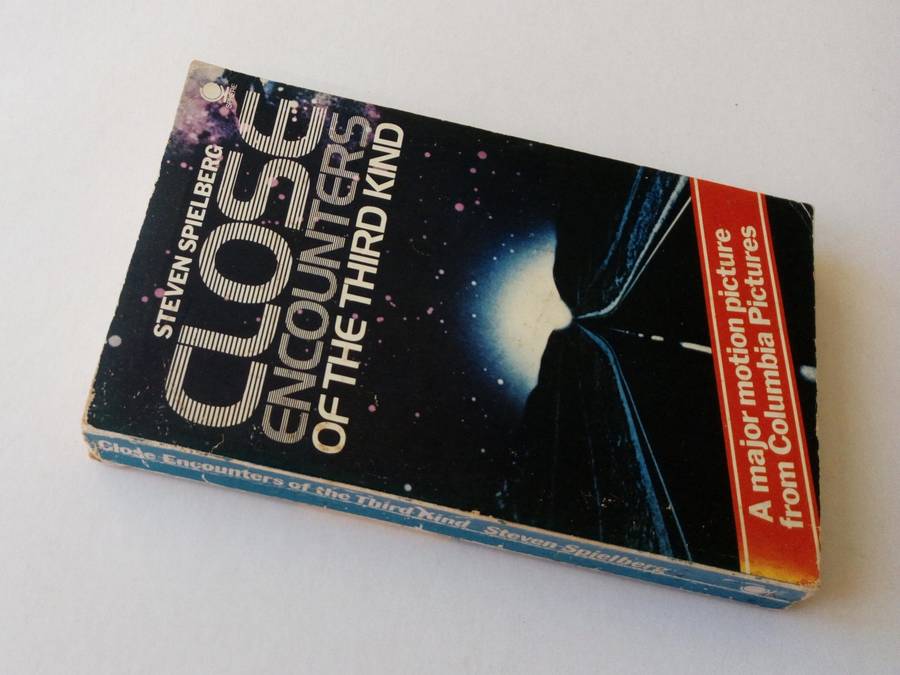 SPHERE
STEVEN SPIELBERG
CLOSE
ENCOUNTERS
OF THE THIRD KIND
A major motion picture
from Columbia Pictures
Close Encounters of the Third Kind Steven Spielberg